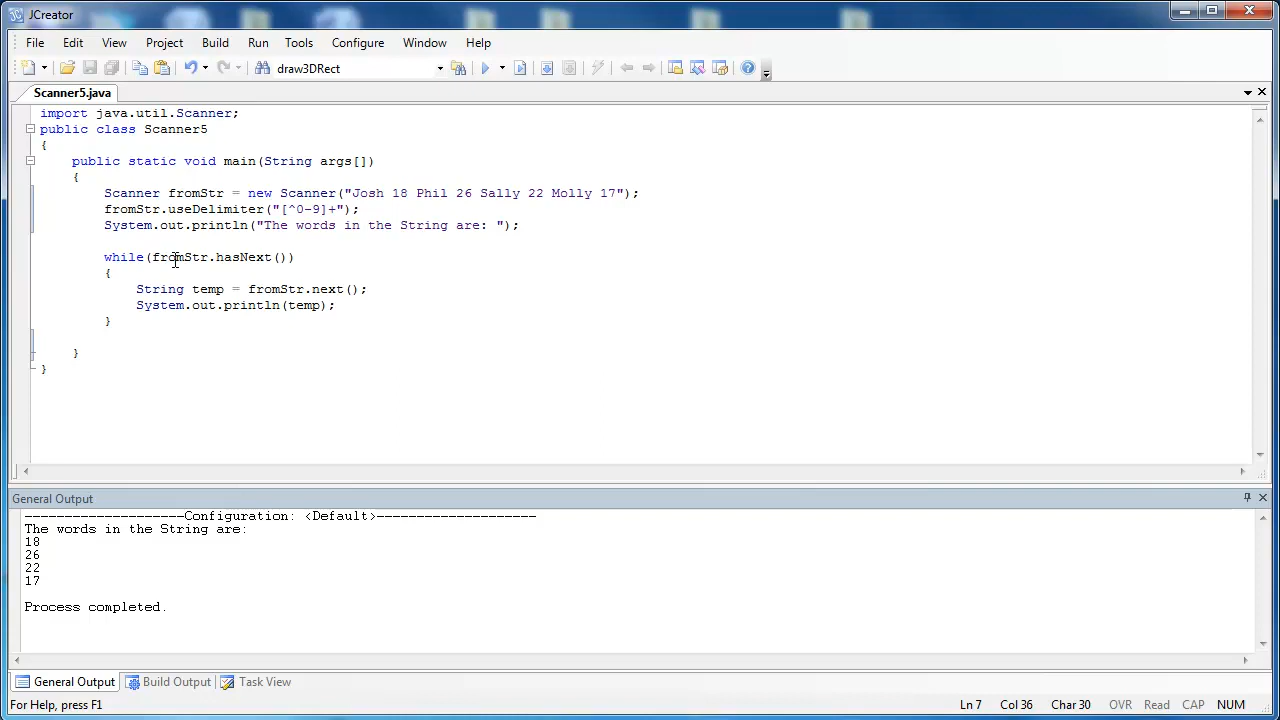 JCreator
File Edit View Project Build Run Tools Configure Window Help
draw3DRect
Scanner5.java
import java.util.Scanner;
public class Scanner5
{
public static void main(String args[])
{
Scanner fromStr = new Scanner("Josh 18 Phil 26 Sally 22 Molly 17");
fromStr.useDelimiter("[^0-9]+");
System.out.println("The words in the String are: ");
while(fromStr.hasNext())
{
String temp = fromStr.next();
System.out.println(temp);
}
}
}
General Output
--------------------Configuration: <Default>--------------------
The words in the String are:
18
26
22
17
Process completed.
General Output Build Output Task View
For Help, press F1 Ln 7 Col 36 Char 30 OVR Read CAP NUM